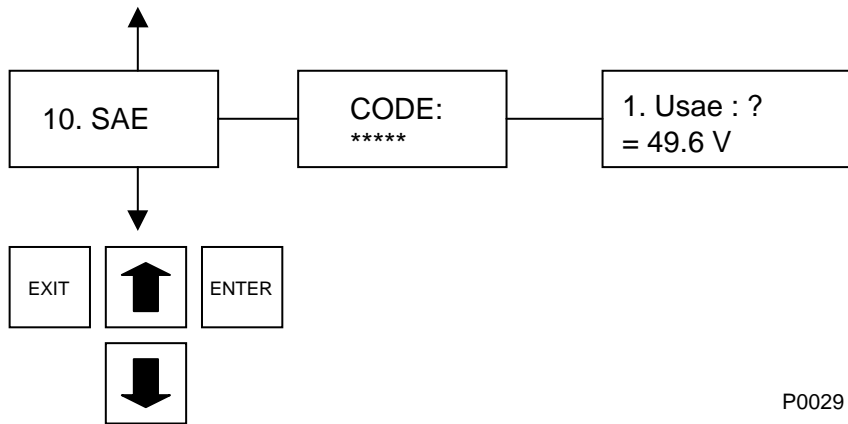 10. SAE
CODE:
*****
1. Usae : ?
= 49.6 V
EXIT
ENTER
P0029